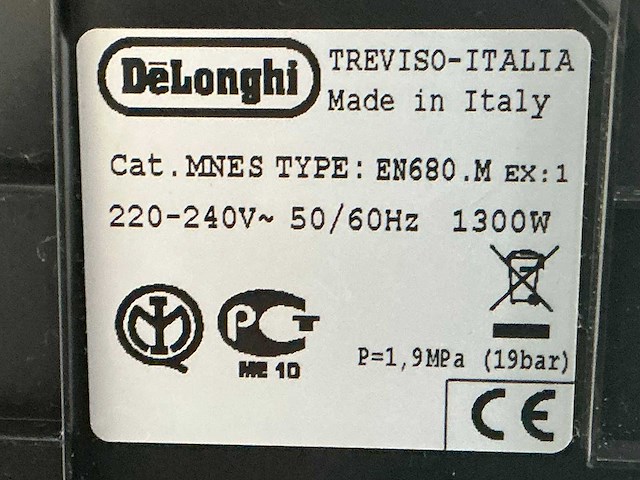 DeLonghi
TREVISO-ITALIA
Made in Italy
Cat.MNES TYPE: EN680.M EX:1
220-240V~ 50/60Hz 1300W
РСТ
ME 10
P=1,9MPa (19bar)
CE